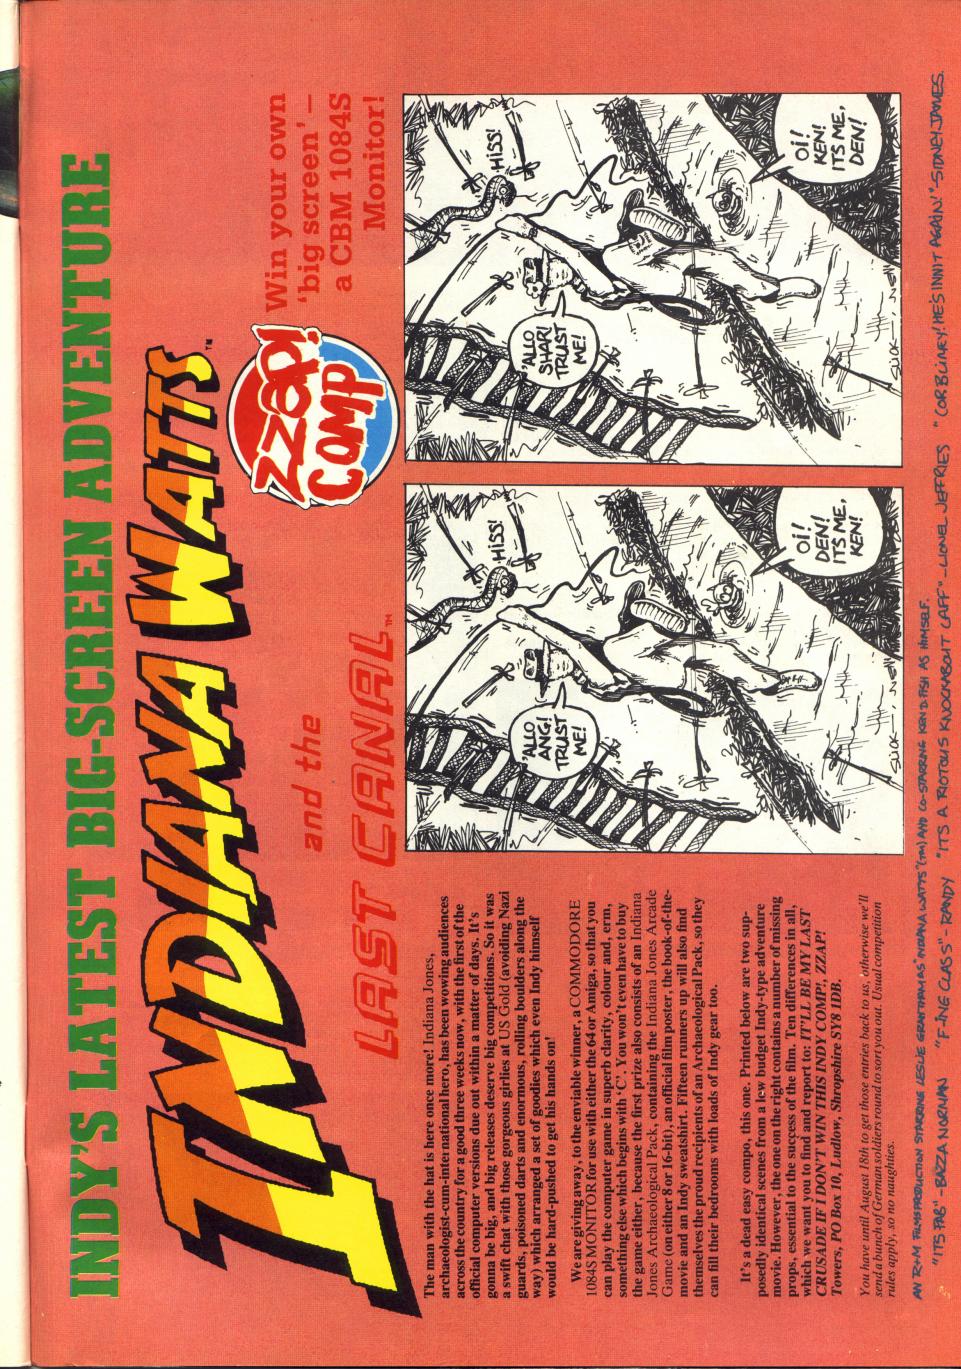 INDY'S LATEST BIG-SCREEN ADVENTURE
INDIANA WATTS™
and the
LAST CANAL™
ZZAP!
COMP
Win your own
'big screen' –
a CBM 1084S
Monitor!
The man with the hat is here once more! Indiana Jones,
archaeologist-cum-international hero, has been wowing audiences
across the country for a good three weeks now, with the first of the
official computer versions due out within a matter of days. It's
gonna be big, and big releases deserve big competitions. So it was
a swift chat with those gorgeous girlies at US Gold (avoiding Nazi
guards, poisoned darts and enormous, rolling boulders along the
way) which arranged a set of goodies which even Indy himself
would be hard-pushed to get his hands on!
We are giving away, to the enviable winner, a COMMODORE
1084S MONITOR for use with either the 64 or Amiga, so that you
can play the computer game in superb clarity, colour and, erm,
something else which begins with 'C'. You won't even have to buy
the game either, because the first prize also consists of an Indiana
Jones Archaeological Pack, containing the Indiana Jones Arcade
Game (on either 8 or 16-bit), an official film poster, the book-of-the-
movie and an Indy sweatshirt. Fifteen runners up will also find
themselves the proud recipients of an Archaeological Pack, so they
can fill their bedrooms with loads of Indy gear too.
It's a dead easy compo, this one. Printed below are two sup-
posedly identical scenes from a low budget Indy-type adventure
movie. However, the one on the right contains a number of missing
props, essential to the success of the film. Ten differences in all,
which we want you to find and report to: IT'LL BE MY LAST
CRUSADE IF I DON'T WIN THIS INDY COMP!, ZZAP!
Towers, PO Box 10, Ludlow, Shropshire SY8 1DB.
You have until August 18th to get those entries back to us, otherwise we'll
send a bunch of German soldiers round to sort you out. Usual competition
rules apply, so no naughties.
HISS!
'ALLO
ANG!
TRUST
ME!
OI!
DEN!
ITS ME,
KEN!
HISS!
'ALLO
SHAR!
TRUST
ME!
OI!
KEN!
ITS ME,
DEN!
AN R+M FILMS PRODUCTION STARRING LESLIE GRANTHAM AS "INDIANA WATTS" (TM) AND CO-STARRING KEN D. FISH AS HIMSELF.
"ITS FAB" - BAZZA NORMAN "F-ING CLASS" - RANDY "ITS A RIOTOUS KNOCKABOUT LAFF" - LIONEL JEFFRIES "COR BLIMEY! HE'S INNIT AGAIN!" - SIDNEY JAMES.